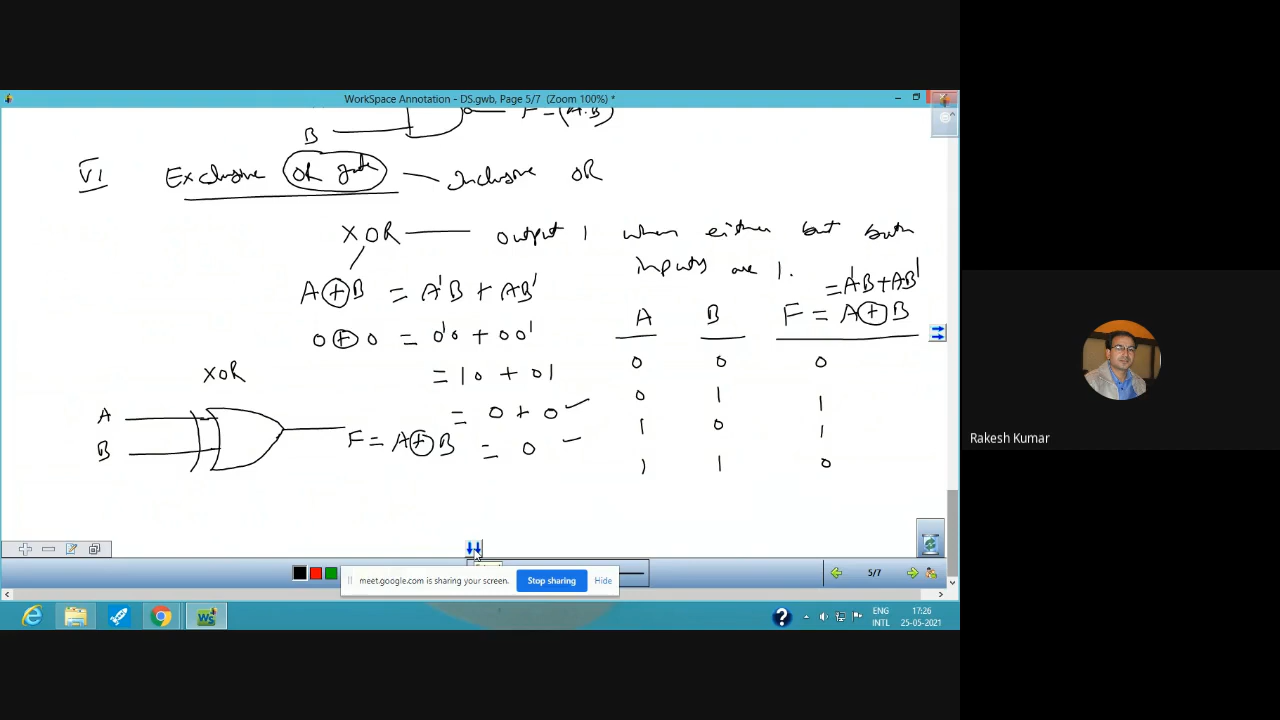 WorkSpace Annotation - DS.gwb, Page 5/7 (Zoom 100%) *
B F = (A.B)
VI Exclusive OR gate — Inclusive OR
XOR — output 1 when either but both
inputs are 1.
= A'B + AB'
A ⊕ B = A'B + AB'
A B F = A ⊕ B
0 ⊕ 0 = 0'0 + 00'
0 0 0
XOR
= 10 + 01
0 1 1
A
= 0 + 0
1 0 1
B F = A ⊕ B = 0
1 1 0
Rakesh Kumar
meet.google.com is sharing your screen. Stop sharing Hide
5/7
ENG 17:26
INTL 25-05-2021